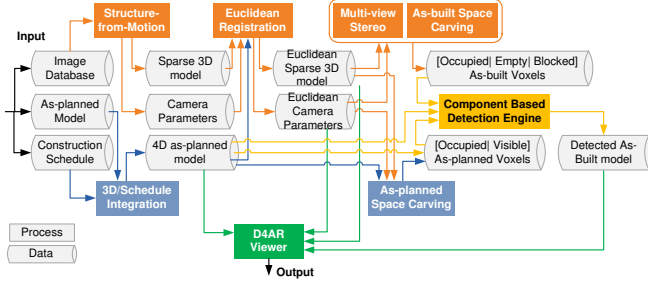 Input
Structure-
from-Motion
Euclidean
Registration
Multi-view
Stereo
As-built Space
Carving
Image
Database
Sparse 3D
model
Euclidean
Sparse 3D model
[Occupied| Empty| Blocked]
As-built Voxels
As-planned
Model
Camera
Parameters
Euclidean
Camera
Parameters
Component Based
Detection Engine
Construction
Schedule
4D as-planned
model
[Occupied| Visible]
As-planned Voxels
Detected As-
Built model
3D/Schedule
Integration
As-planned
Space Carving
Process
Data
D4AR
Viewer
Output